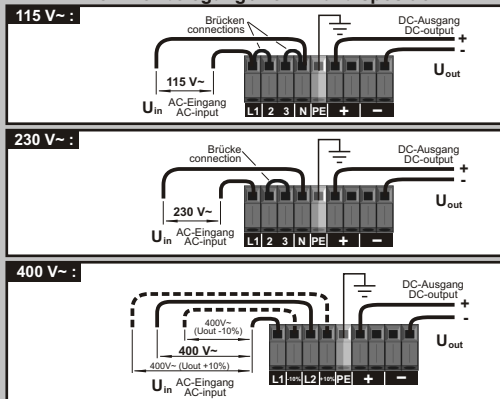 115 V~ :
Brücken
connections
DC-Ausgang
DC-output
+
-
Uout
115 V~
Uin
AC-Eingang
AC-input
L1 2 3 N PE + −
230 V~ :
Brücke
connection
DC-Ausgang
DC-output
+
-
Uout
230 V~
Uin
AC-Eingang
AC-input
L1 2 3 N PE + −
400 V~ :
DC-Ausgang
DC-output
+
-
Uout
400V~
(Uout -10%)
400 V~
400V~ (Uout +10%)
Uin
AC-Eingang
AC-input
L1 -10% L2 +10% PE + −